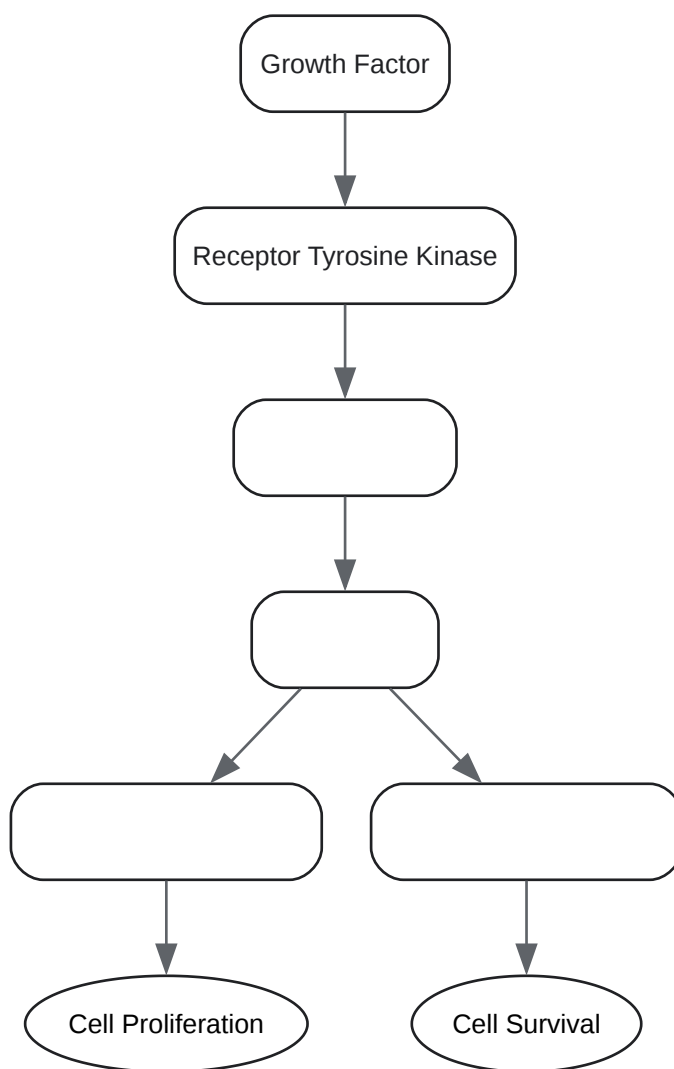 Growth Factor
Receptor Tyrosine Kinase
Cell Proliferation
Cell Survival